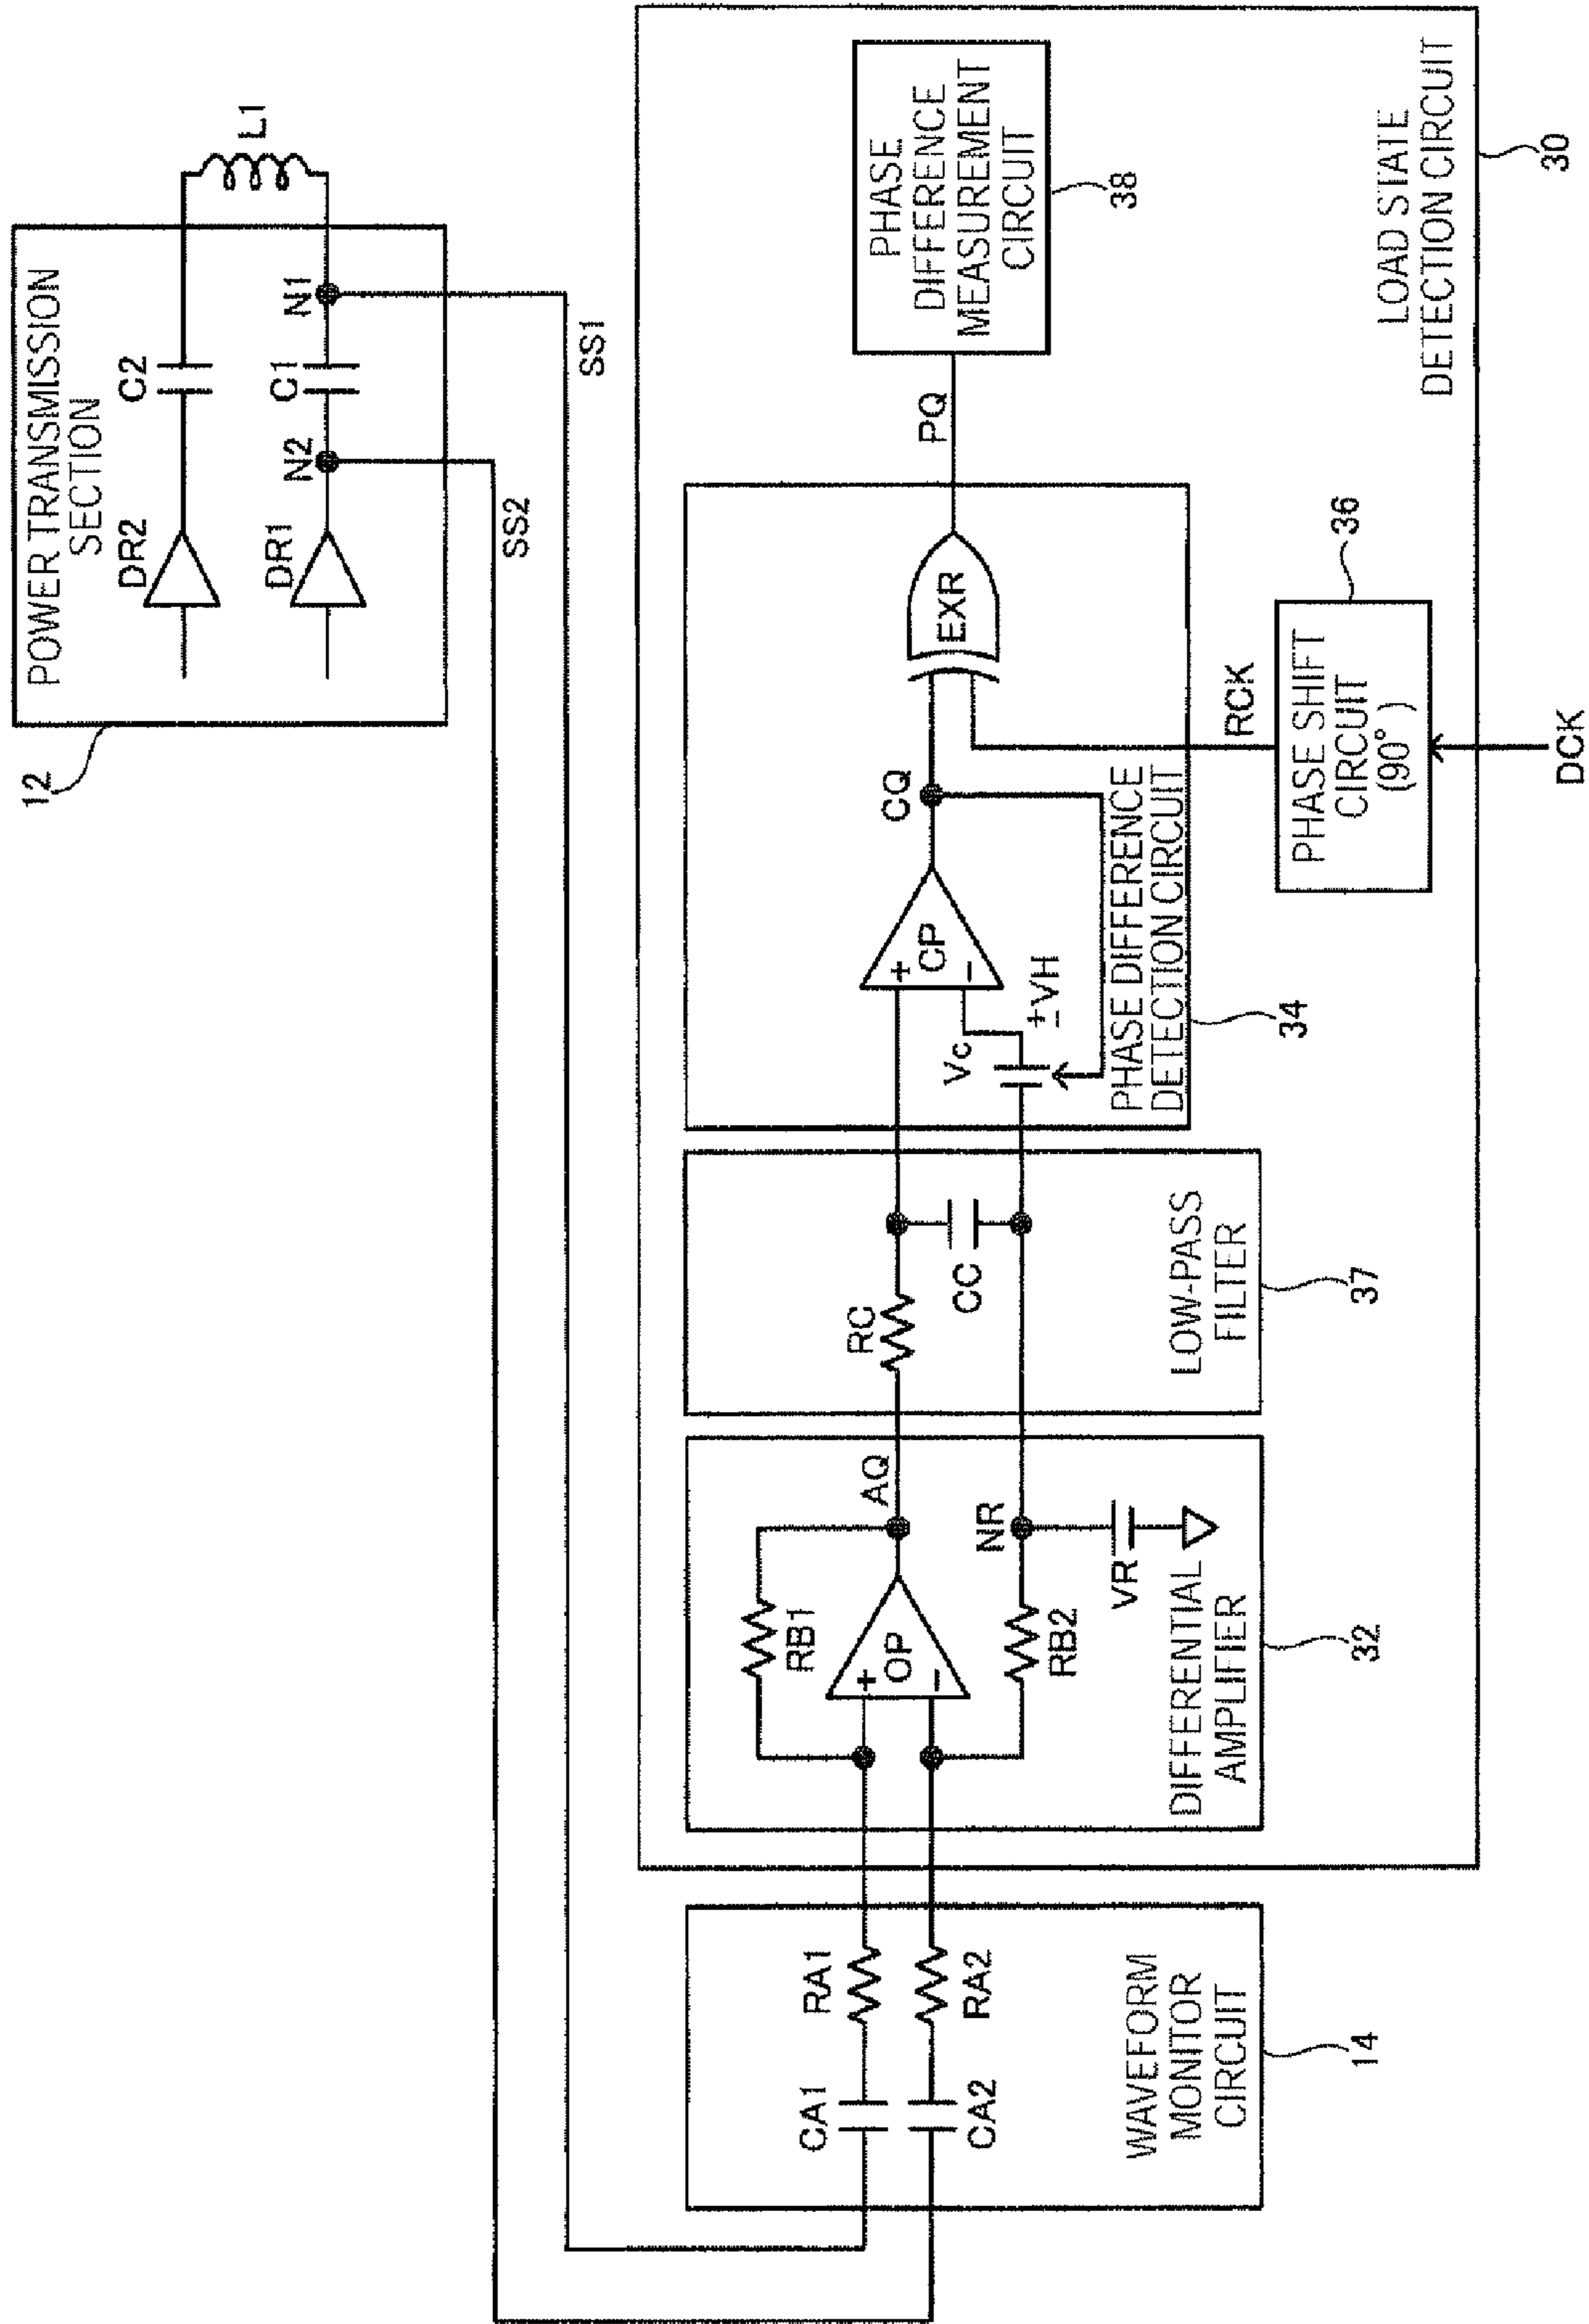 POWER TRANSMISSION
SECTION
12
DR2
C2
L1
DR1
N2
C1
N1
SS2
SS1
WAVEFORM
MONITOR
CIRCUIT
14
CA1
RA1
CA2
RA2
RB1
+
OP
−
AQ
RB2
NR
VR
DIFFERENTIAL
AMPLIFIER
32
RC
CC
LOW-PASS
FILTER
37
+
CP
−
Vc
±VH
CQ
EXR
PHASE DIFFERENCE
DETECTION CIRCUIT
34
PQ
PHASE
DIFFERENCE
MEASUREMENT
CIRCUIT
38
RCK
PHASE SHIFT
CIRCUIT
(90°)
36
DCK
LOAD STATE
DETECTION CIRCUIT
30